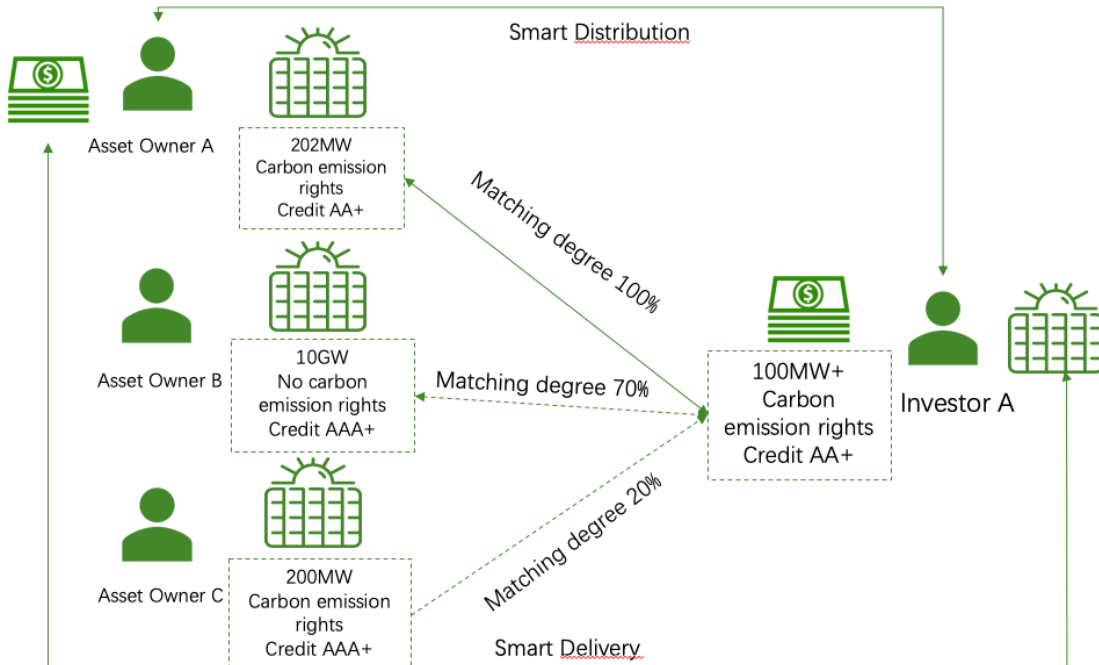 Smart Distribution
Asset Owner A
202MW
Carbon emission
rights
Credit AA+
Matching degree 100%
Asset Owner B
10GW
No carbon
emission rights
Credit AAA+
Matching degree 70%
100MW+
Carbon
emission rights
Credit AA+
Investor A
Asset Owner C
200MW
Carbon emission
rights
Credit AAA+
Matching degree 20%
Smart Delivery